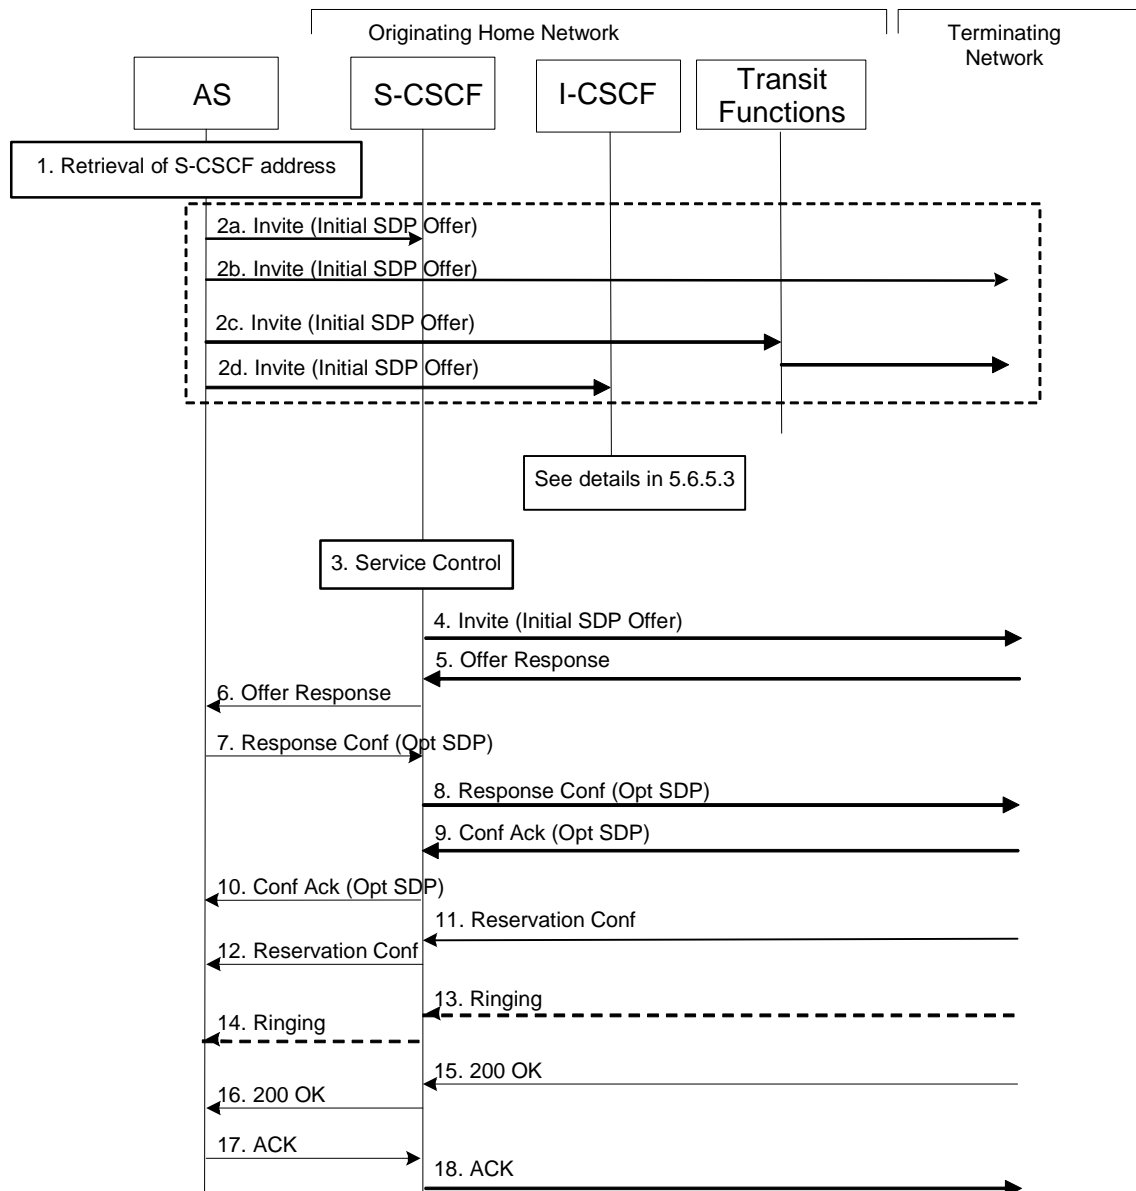 Originating Home Network
Terminating
Network
AS
S-CSCF
I-CSCF
Transit
Functions
1. Retrieval of S-CSCF address
2a. Invite (Initial SDP Offer)
2b. Invite (Initial SDP Offer)
2c. Invite (Initial SDP Offer)
2d. Invite (Initial SDP Offer)
See details in 5.6.5.3
3. Service Control
4. Invite (Initial SDP Offer)
5. Offer Response
6. Offer Response
7. Response Conf (Opt SDP)
8. Response Conf (Opt SDP)
9. Conf Ack (Opt SDP)
10. Conf Ack (Opt SDP)
11. Reservation Conf
12. Reservation Conf
13. Ringing
14. Ringing
15. 200 OK
16. 200 OK
17. ACK
18. ACK